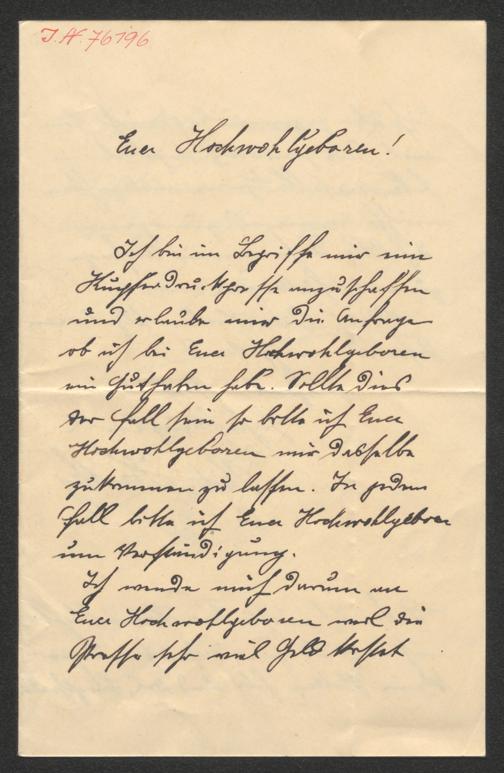 I. N. 76196
Euer Hochwohlgeboren!
Ich bin im Begriffe mir eine
Kupferdruckpresse anzuschaffen
und erlaube mir die Anfrage
ob ich bei Euer Hochwohlgeboren
ein Guthaben habe. Sollte dies
der Fall sein so bitte ich Euer
Hochwohlgeboren mir dasselbe
zukommen zu lassen. In jedem
Fall bitte ich Euer Hochwohlgeboren
um Verständigung.
Ich wende mich darum an
Euer Hochwohlgeboren weil die
Presse sehr viel Geld kostet